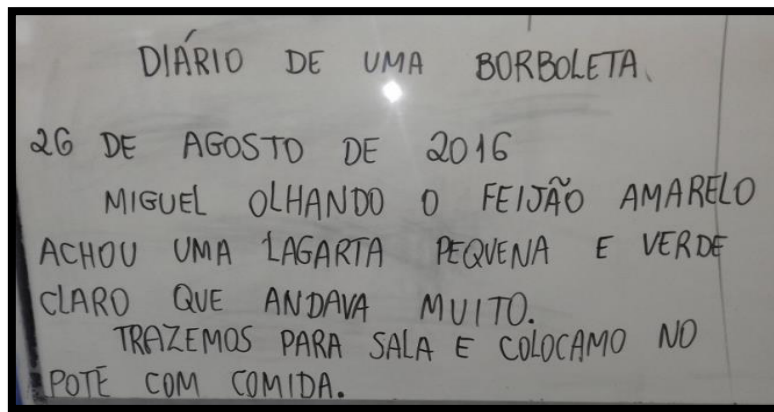 DIÁRIO DE UMA BORBOLETA
26 DE AGOSTO DE 2016
MIGUEL OLHANDO O FEIJÃO AMARELO
ACHOU UMA LAGARTA PEQUENA E VERDE
CLARO QUE ANDAVA MUITO.
TRAZEMOS PARA SALA E COLOCAMO NO
POTE COM COMIDA.